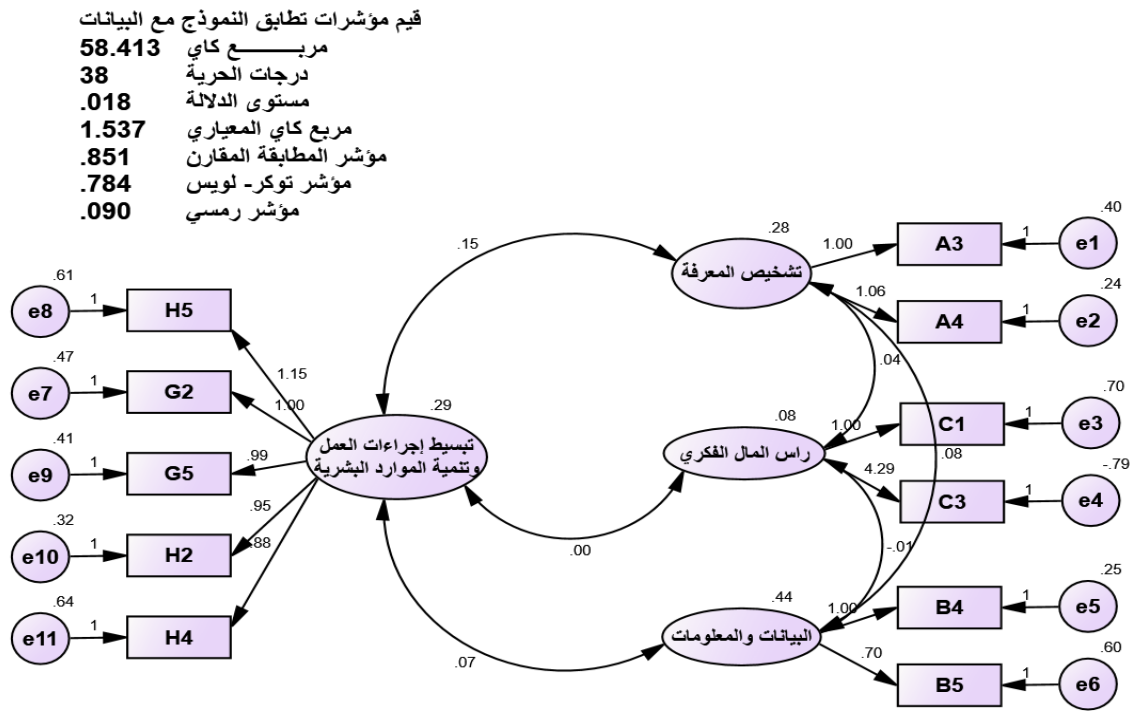 قيم مؤشرات تطابق النموذج مع البيانات
مربـــــــــع كاي 58.413
درجات الحرية 38
مستوى الدلالة .018
مربع كاي المعياري 1.537
مؤشر المطابقة المقارن .851
مؤشر توكر- لويس .784
مؤشر رمسي .090
.40
.28
.15
1.00
A3
1
e1
.61
e8
1
H5
تشخيص المعرفة
.24
1.06
A4
1
e2
.47
e7
1
G2
1.15
1.00
.04
.70
.29
.08
1.00
C1
1
e3
.41
e9
1
G5
.99
تبسيط إجراءات العمل
وتنمية الموارد البشرية
راس المال الفكري
.08
-.79
4.29
C3
1
e4
.95
.32
e10
1
H2
.88
.00
-.01
.25
.44
1.00
B4
1
e5
.64
e11
1
H4
البيانات والمعلومات
.07
.70
.60
B5
1
e6